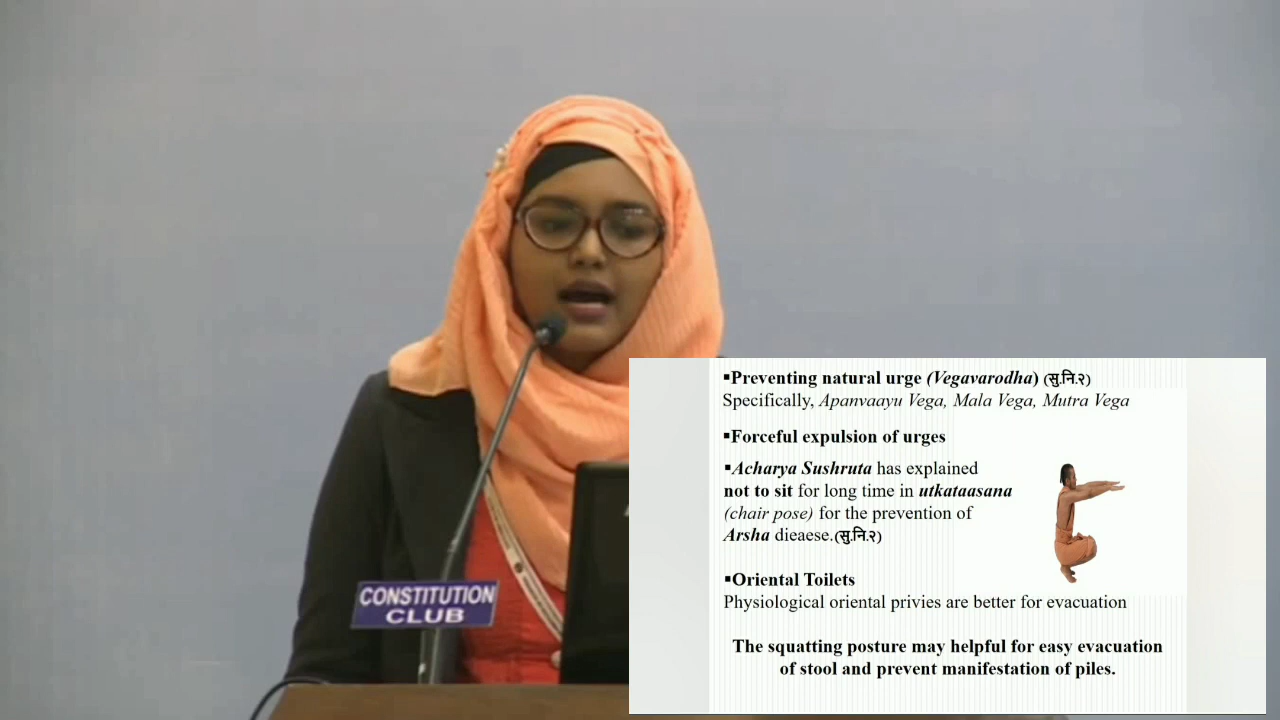 CONSTITUTION
CLUB
▪Preventing natural urge (Vegavarodha) (सु.नि.२)
Specifically, Apanvaayu Vega, Mala Vega, Mutra Vega
▪Forceful expulsion of urges
▪Acharya Sushruta has explained
not to sit for long time in utkataasana
(chair pose) for the prevention of
Arsha dieaese.(सु.नि.२)
▪Oriental Toilets
Physiological oriental privies are better for evacuation
The squatting posture may helpful for easy evacuation
of stool and prevent manifestation of piles.